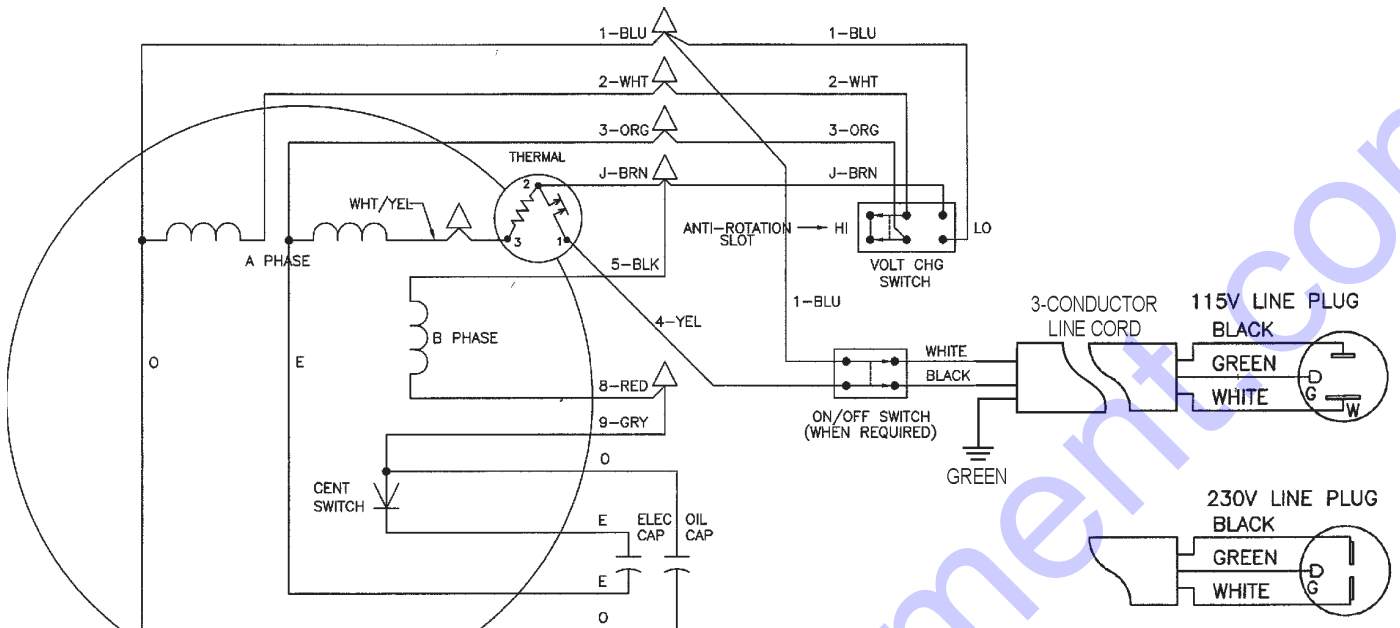 1-BLU
1-BLU
2-WHT
2-WHT
3-ORG
3-ORG
THERMAL
J-BRN
J-BRN
2
WHT/YEL
3
1
ANTI-ROTATION
SLOT
HI
LO
A PHASE
5-BLK
VOLT CHG
SWITCH
1-BLU
3-CONDUCTOR
LINE CORD
115V LINE PLUG
BLACK
GREEN
G
WHITE
W
4-YEL
B PHASE
O
E
WHITE
BLACK
8-RED
9-GRY
ON/OFF SWITCH
(WHEN REQUIRED)
GREEN
O
CENT
SWITCH
E
ELEC
CAP
OIL
CAP
E
O
230V LINE PLUG
BLACK
GREEN
G
WHITE
ment.com